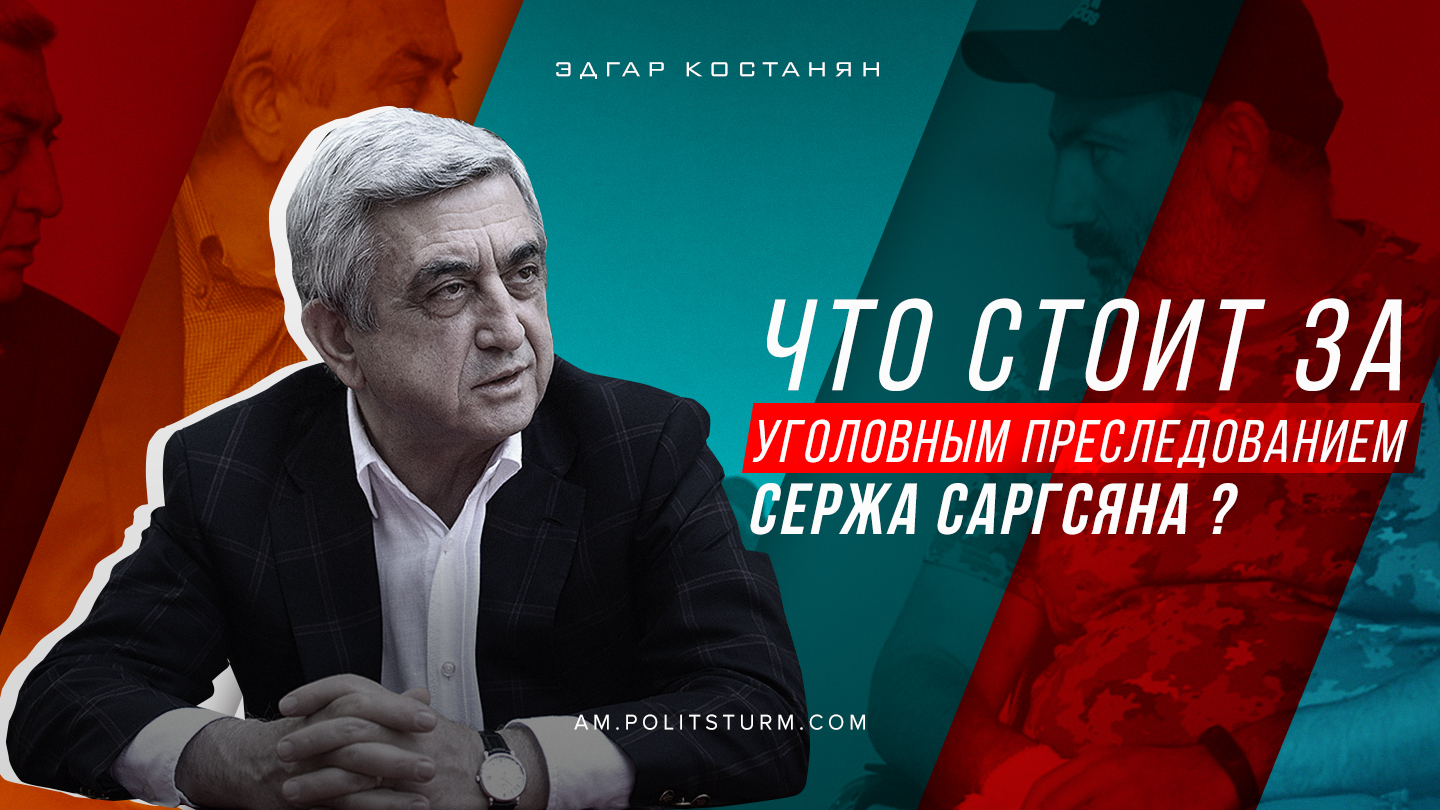 ЭДГАР КОСТАНЯН
ЧТО СТОИТ ЗА
УГОЛОВНЫМ ПРЕСЛЕДОВАНИЕМ
СЕРЖА САРГСЯНА ?
AM.POLITSTURM.COM